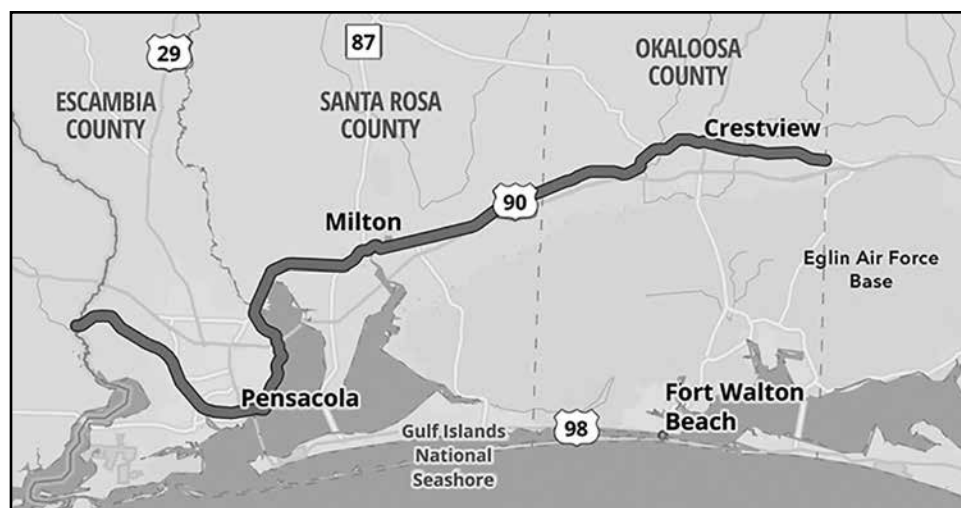 29
87
OKALOOSA
COUNTY
ESCAMBIA
COUNTY
SANTA ROSA
COUNTY
Crestview
90
Milton
Eglin Air Force
Base
Pensacola
Fort Walton
Beach
98
Gulf Islands
National
Seashore